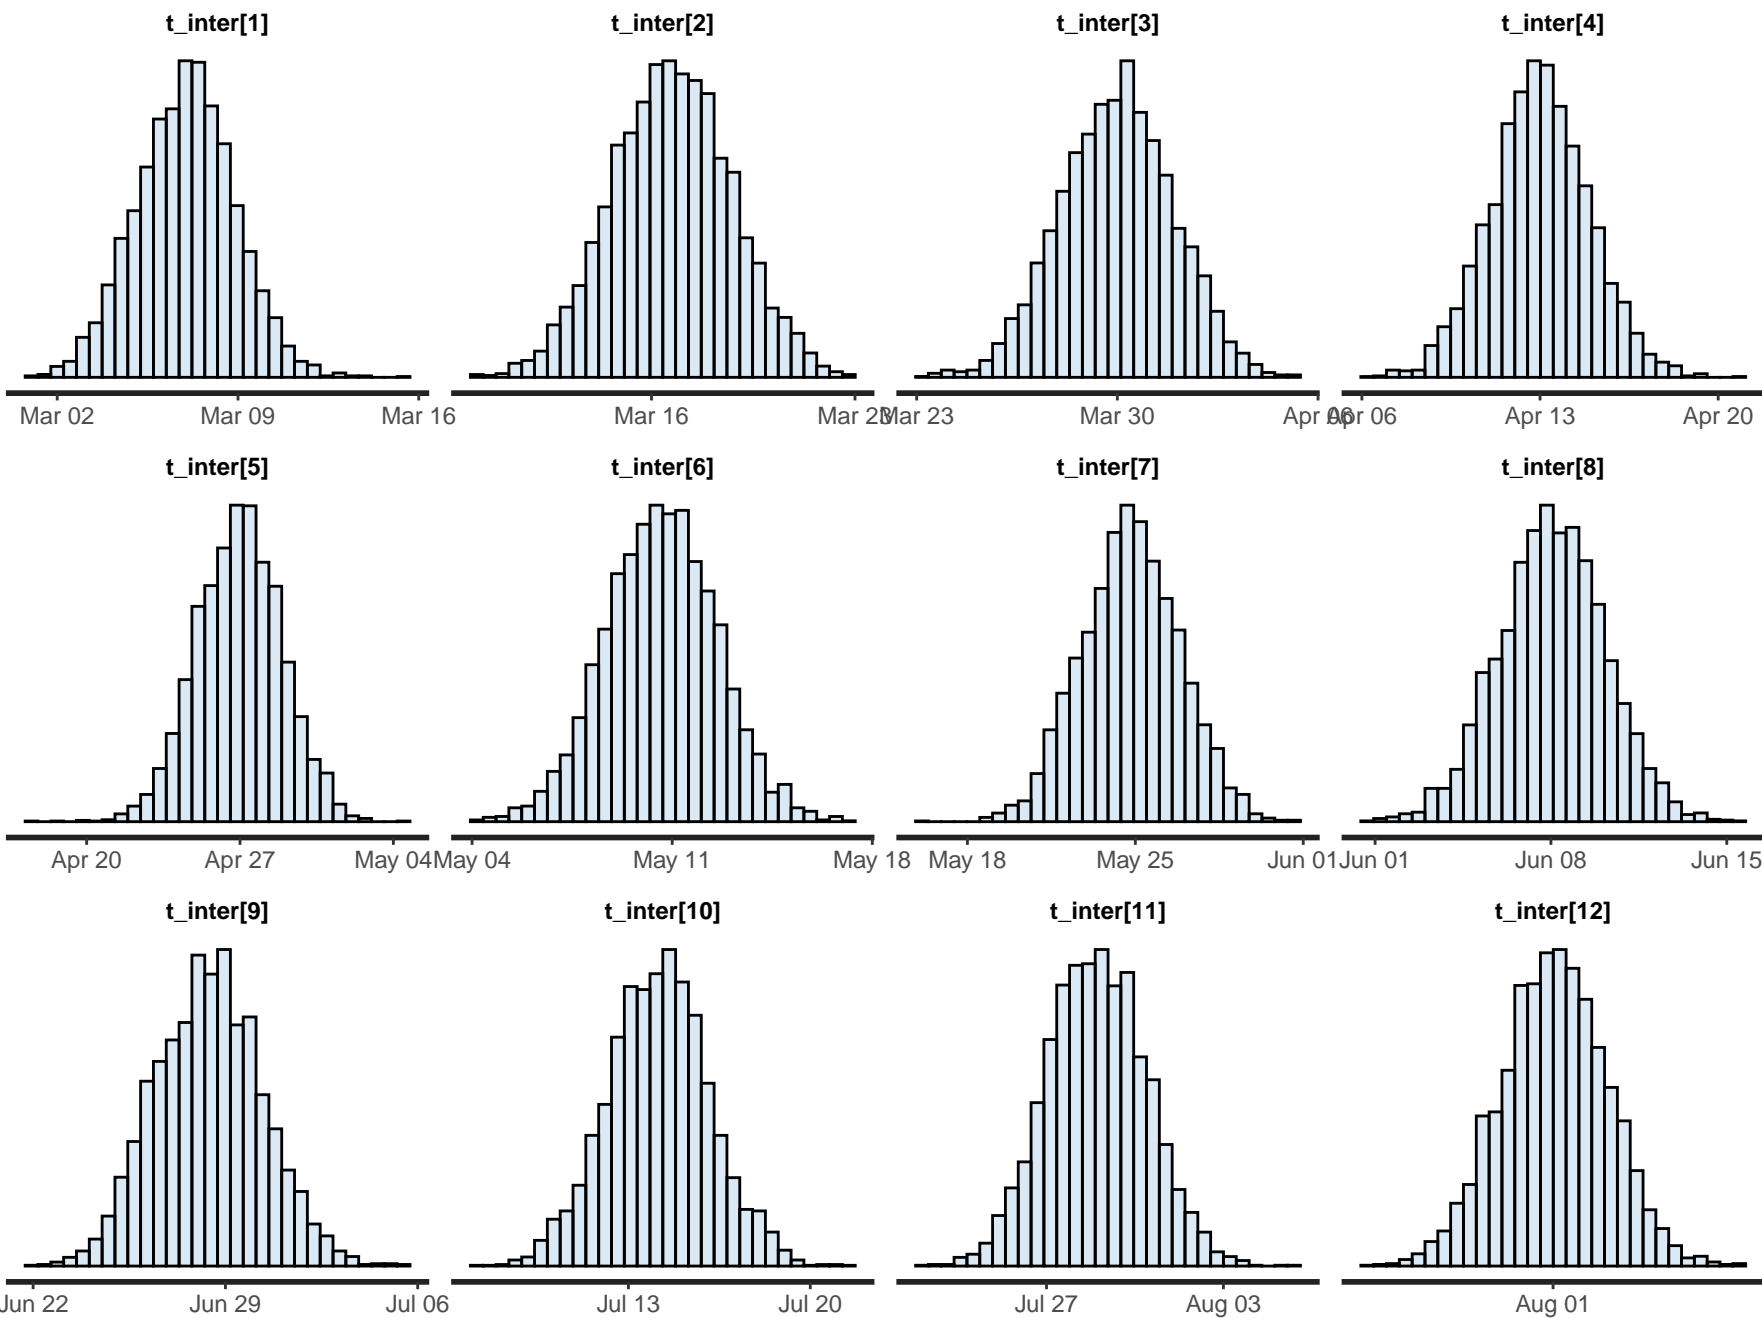 t_inter[1] t_inter[2] t_inter[3] t_inter[4]
Mar 02 Mar 09 Mar 16 Mar 16 Mar 23 Mar 23 Mar 30 Apr 06 Apr 06 Apr 13 Apr 20
t_inter[5] t_inter[6] t_inter[7] t_inter[8]
Apr 20 Apr 27 May 04 May 04 May 11 May 18 May 18 May 25 Jun 01 Jun 01 Jun 08 Jun 15
t_inter[9] t_inter[10] t_inter[11] t_inter[12]
Jun 22 Jun 29 Jul 06 Jul 13 Jul 20 Jul 27 Aug 03 Aug 01